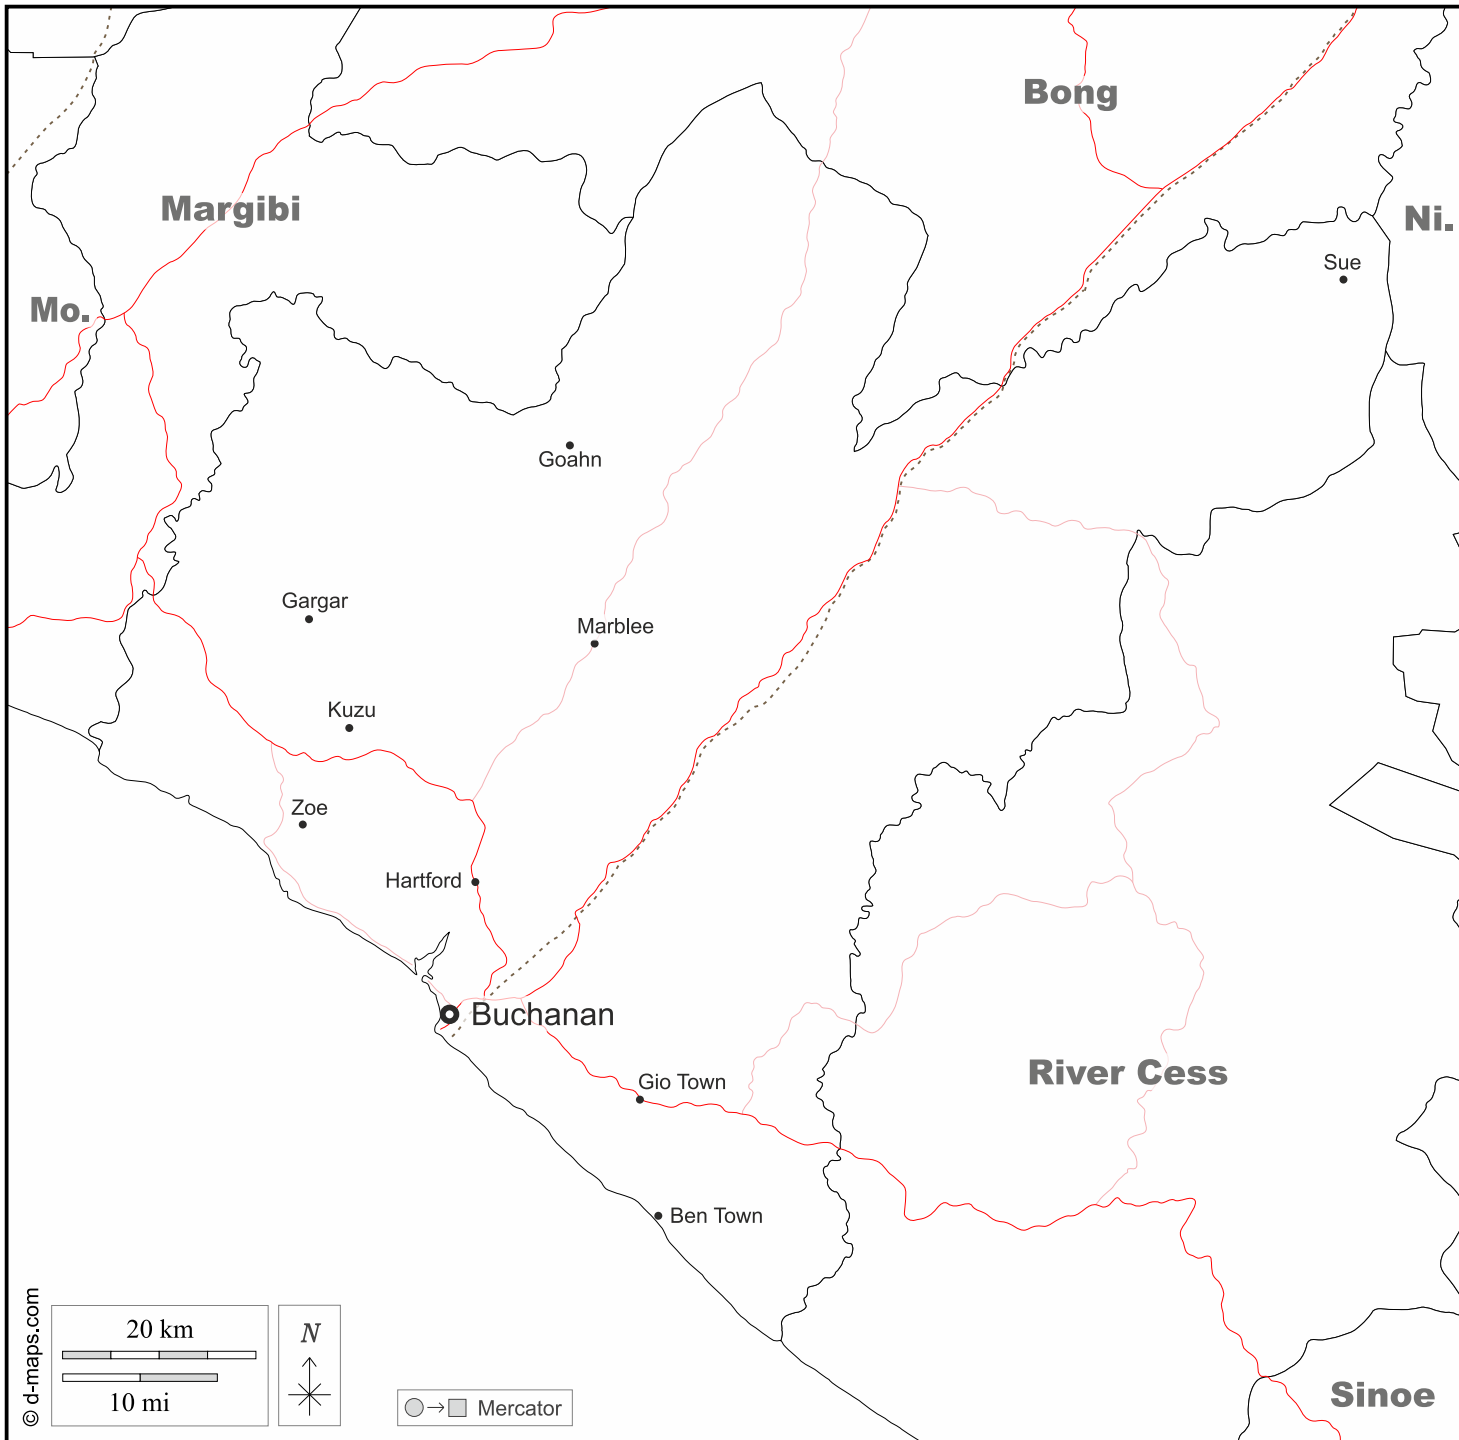 Bong
Margibi
Ni.
Sue
Mo.
Goahn
Gargar
Marblee
Kuzu
Zoe
Hartford
Buchanan
River Cess
Gio Town
Ben Town
© d-maps.com
20 km
10 mi
N
Mercator
Sinoe